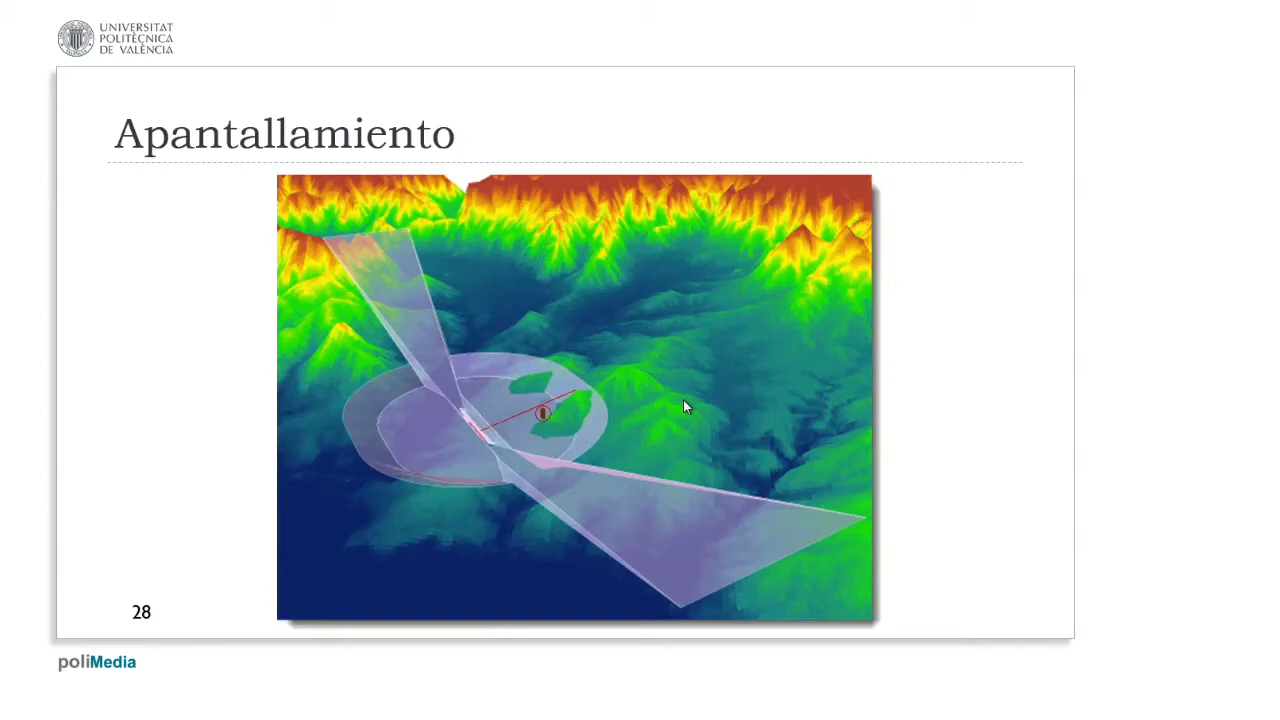 UNIVERSITAT
POLITÈCNICA
DE VALÈNCIA
Apantallamiento
28
poliMedia